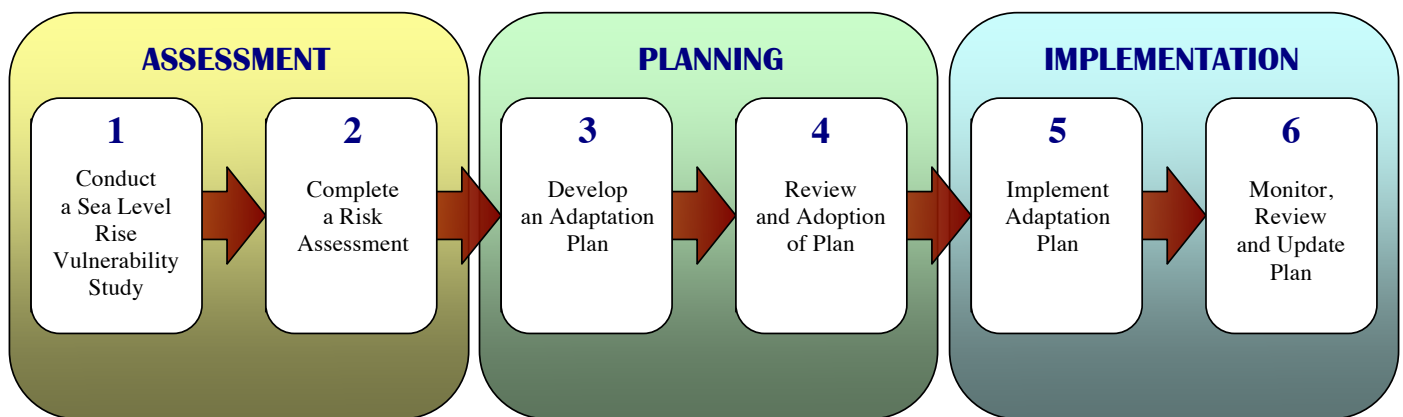 ASSESSMENT
1
Conduct
a Sea Level
Rise
Vulnerability
Study
2
Complete
a Risk
Assessment
PLANNING
3
Develop
an Adaptation
Plan
4
Review
and Adoption
of Plan
IMPLEMENTATION
5
Implement
Adaptation
Plan
6
Monitor,
Review
and Update
Plan